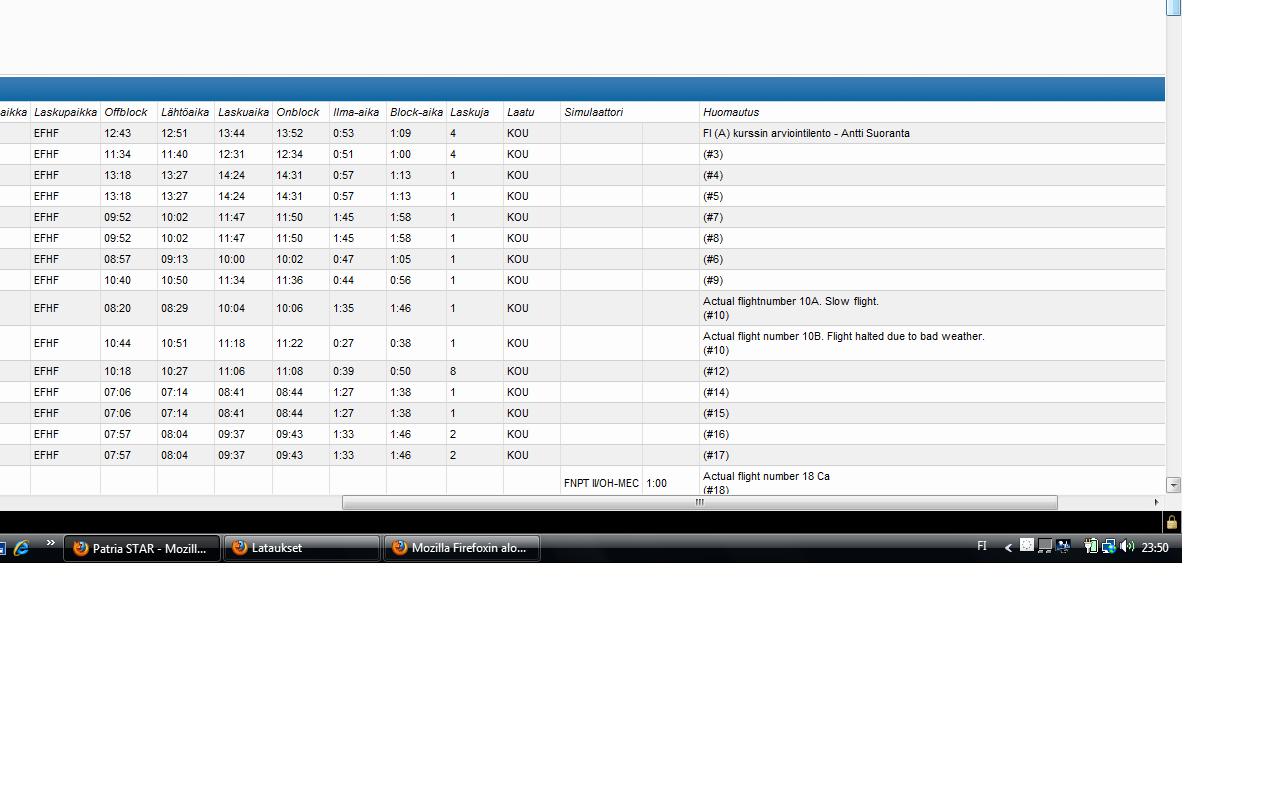 aikka Laskupaikka Offblock Lähtöaika Laskuaika Onblock Ilma-aika Block-aika Laskuja Laatu Simulaattori Huomautus
EFHF 12:43 12:51 13:44 13:52 0:53 1:09 4 KOU FI (A) kurssin arviointilento - Antti Suoranta
EFHF 11:34 11:40 12:31 12:34 0:51 1:00 4 KOU (#3)
EFHF 13:18 13:27 14:24 14:31 0:57 1:13 1 KOU (#4)
EFHF 13:18 13:27 14:24 14:31 0:57 1:13 1 KOU (#5)
EFHF 09:52 10:02 11:47 11:50 1:45 1:58 1 KOU (#7)
EFHF 09:52 10:02 11:47 11:50 1:45 1:58 1 KOU (#8)
EFHF 08:57 09:13 10:00 10:02 0:47 1:05 1 KOU (#6)
EFHF 10:40 10:50 11:34 11:36 0:44 0:56 1 KOU (#9)
EFHF 08:20 08:29 10:04 10:06 1:35 1:46 1 KOU Actual flightnumber 10A. Slow flight.
(#10)
EFHF 10:44 10:51 11:18 11:22 0:27 0:38 1 KOU Actual flight number 10B. Flight halted due to bad weather.
(#10)
EFHF 10:18 10:27 11:06 11:08 0:39 0:50 8 KOU (#12)
EFHF 07:06 07:14 08:41 08:44 1:27 1:38 1 KOU (#14)
EFHF 07:06 07:14 08:41 08:44 1:27 1:38 1 KOU (#15)
EFHF 07:57 08:04 09:37 09:43 1:33 1:46 2 KOU (#16)
EFHF 07:57 08:04 09:37 09:43 1:33 1:46 2 KOU (#17)
FNPT II/OH-MEC 1:00 Actual flight number 18 Ca
(#18)
Patria STAR - Mozill... Lataukset Mozilla Firefoxin alo... FI 23:50